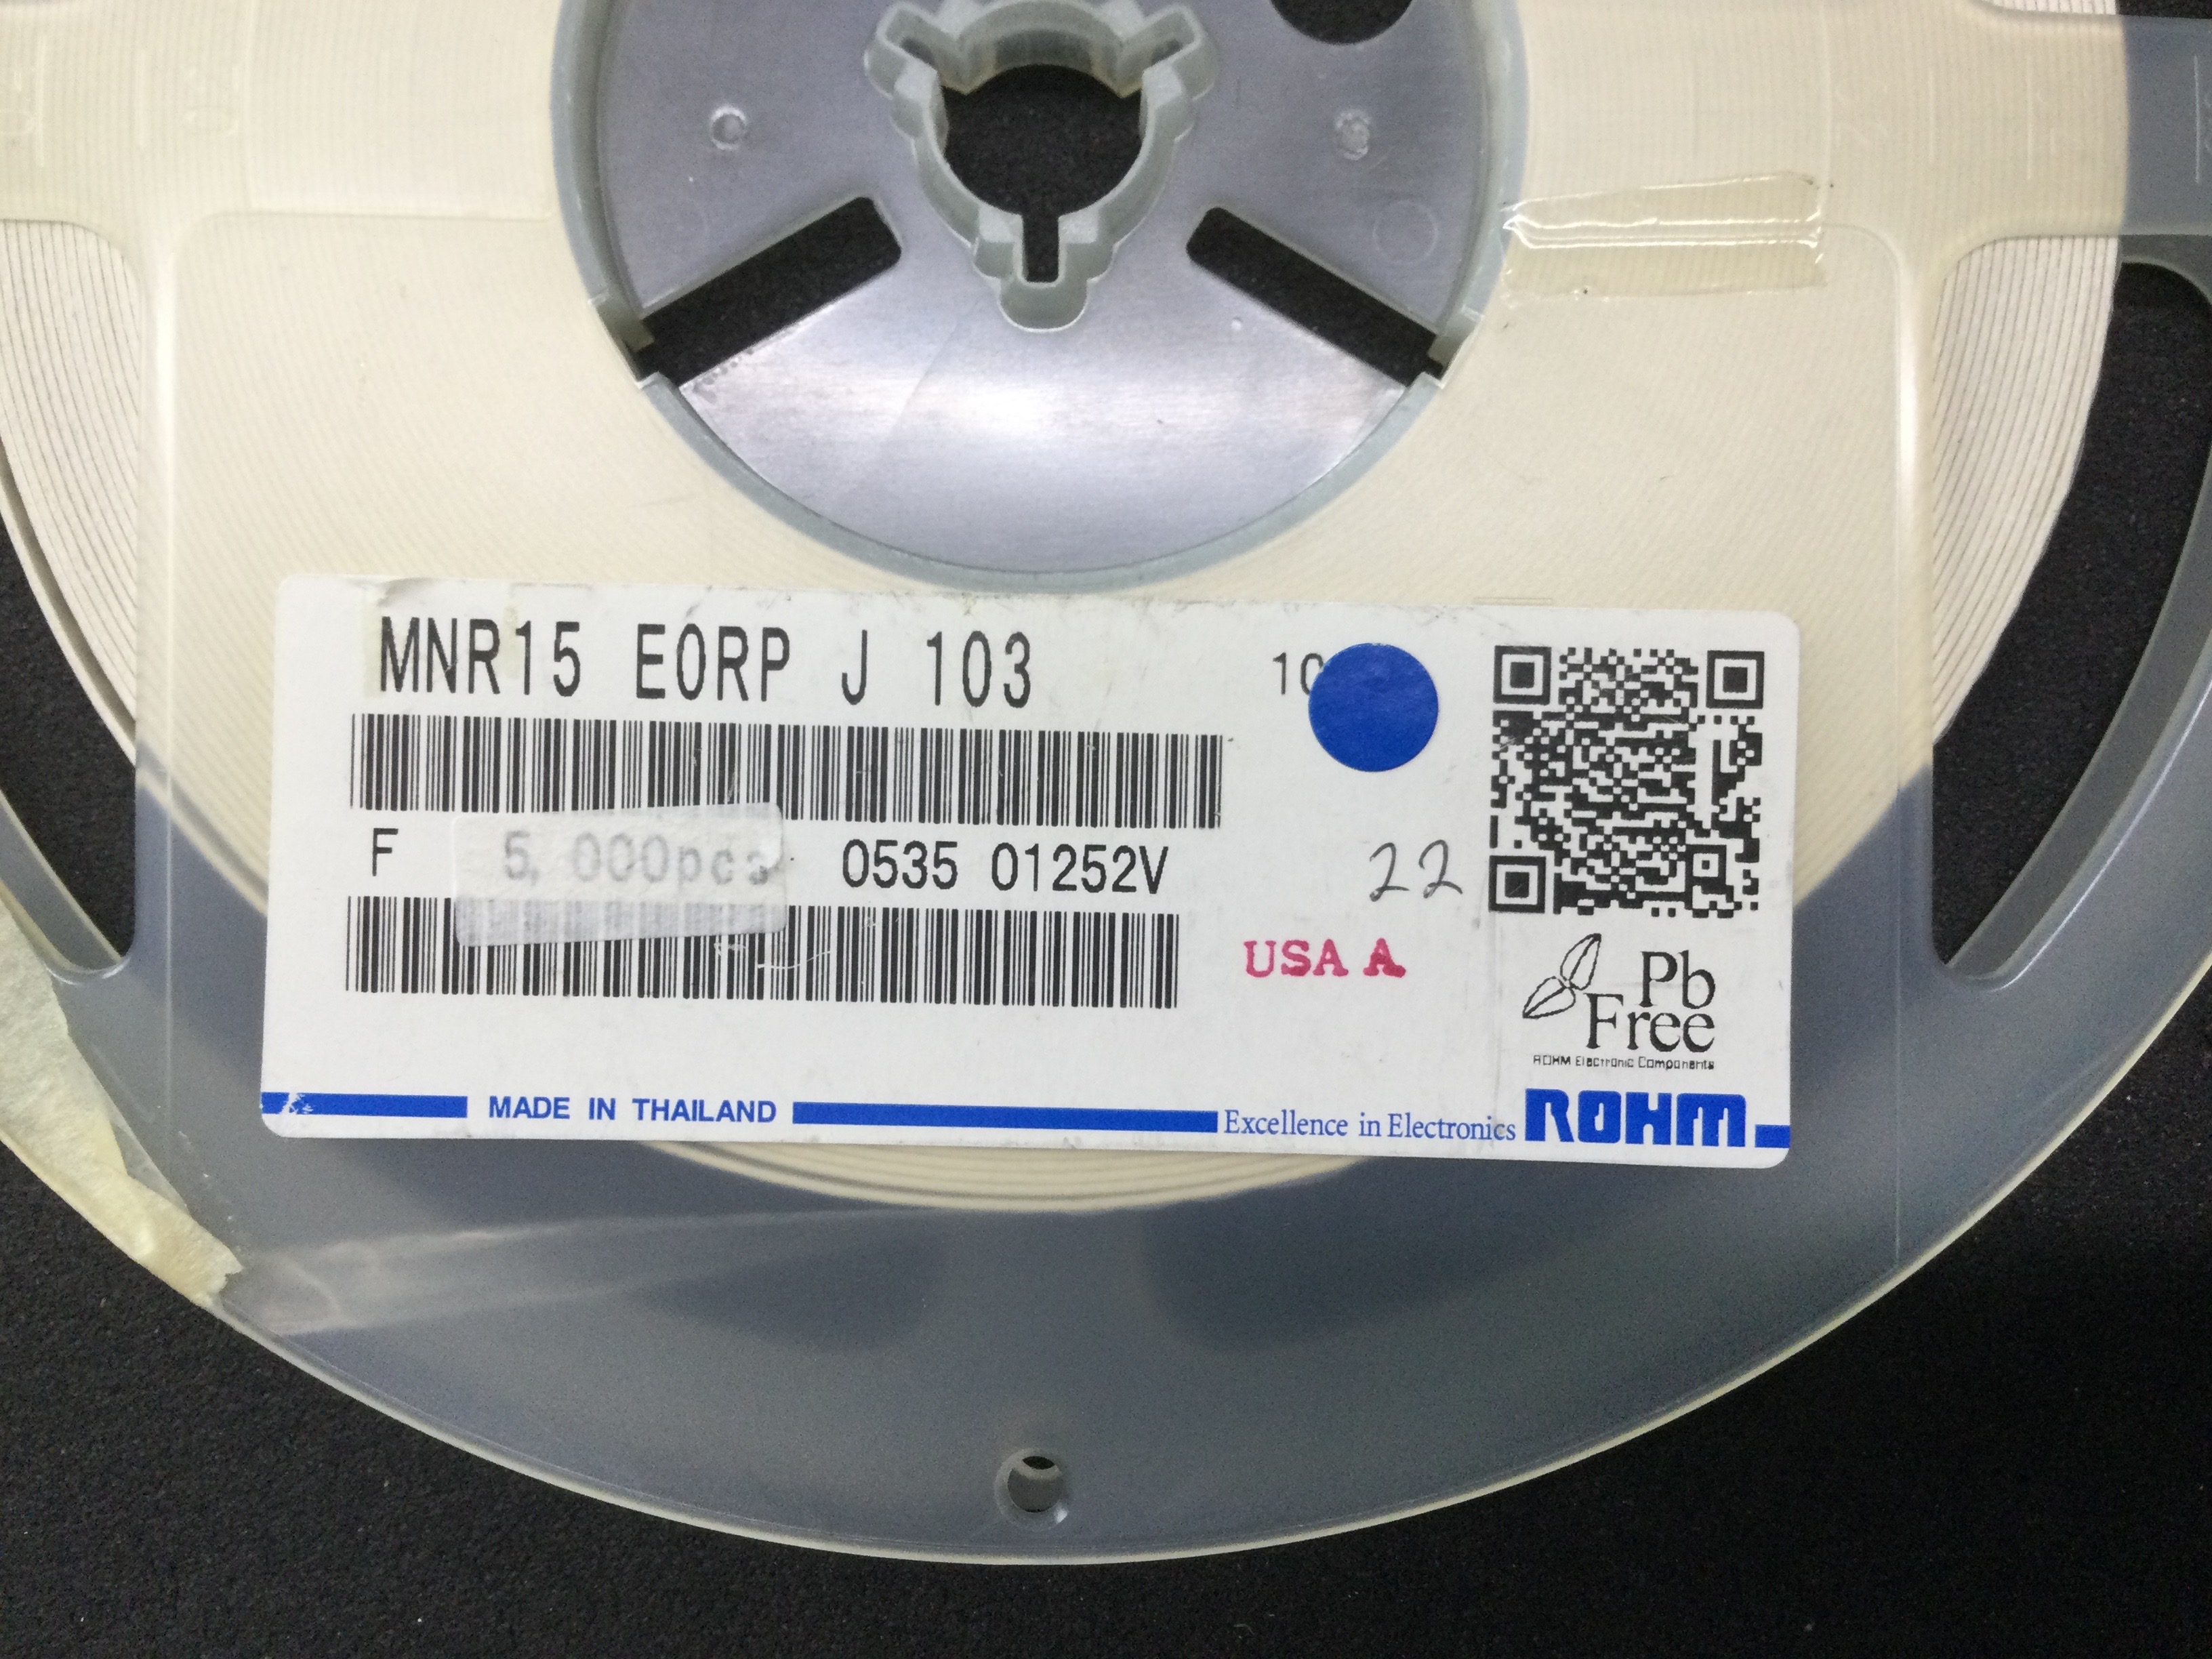 MNR15 E0RP J 103
10
F 5,000pcs 0535 01252V
22
USA A
Pb
Free
ROHM Electronic Components
MADE IN THAILAND
Excellence in Electronics ROHM